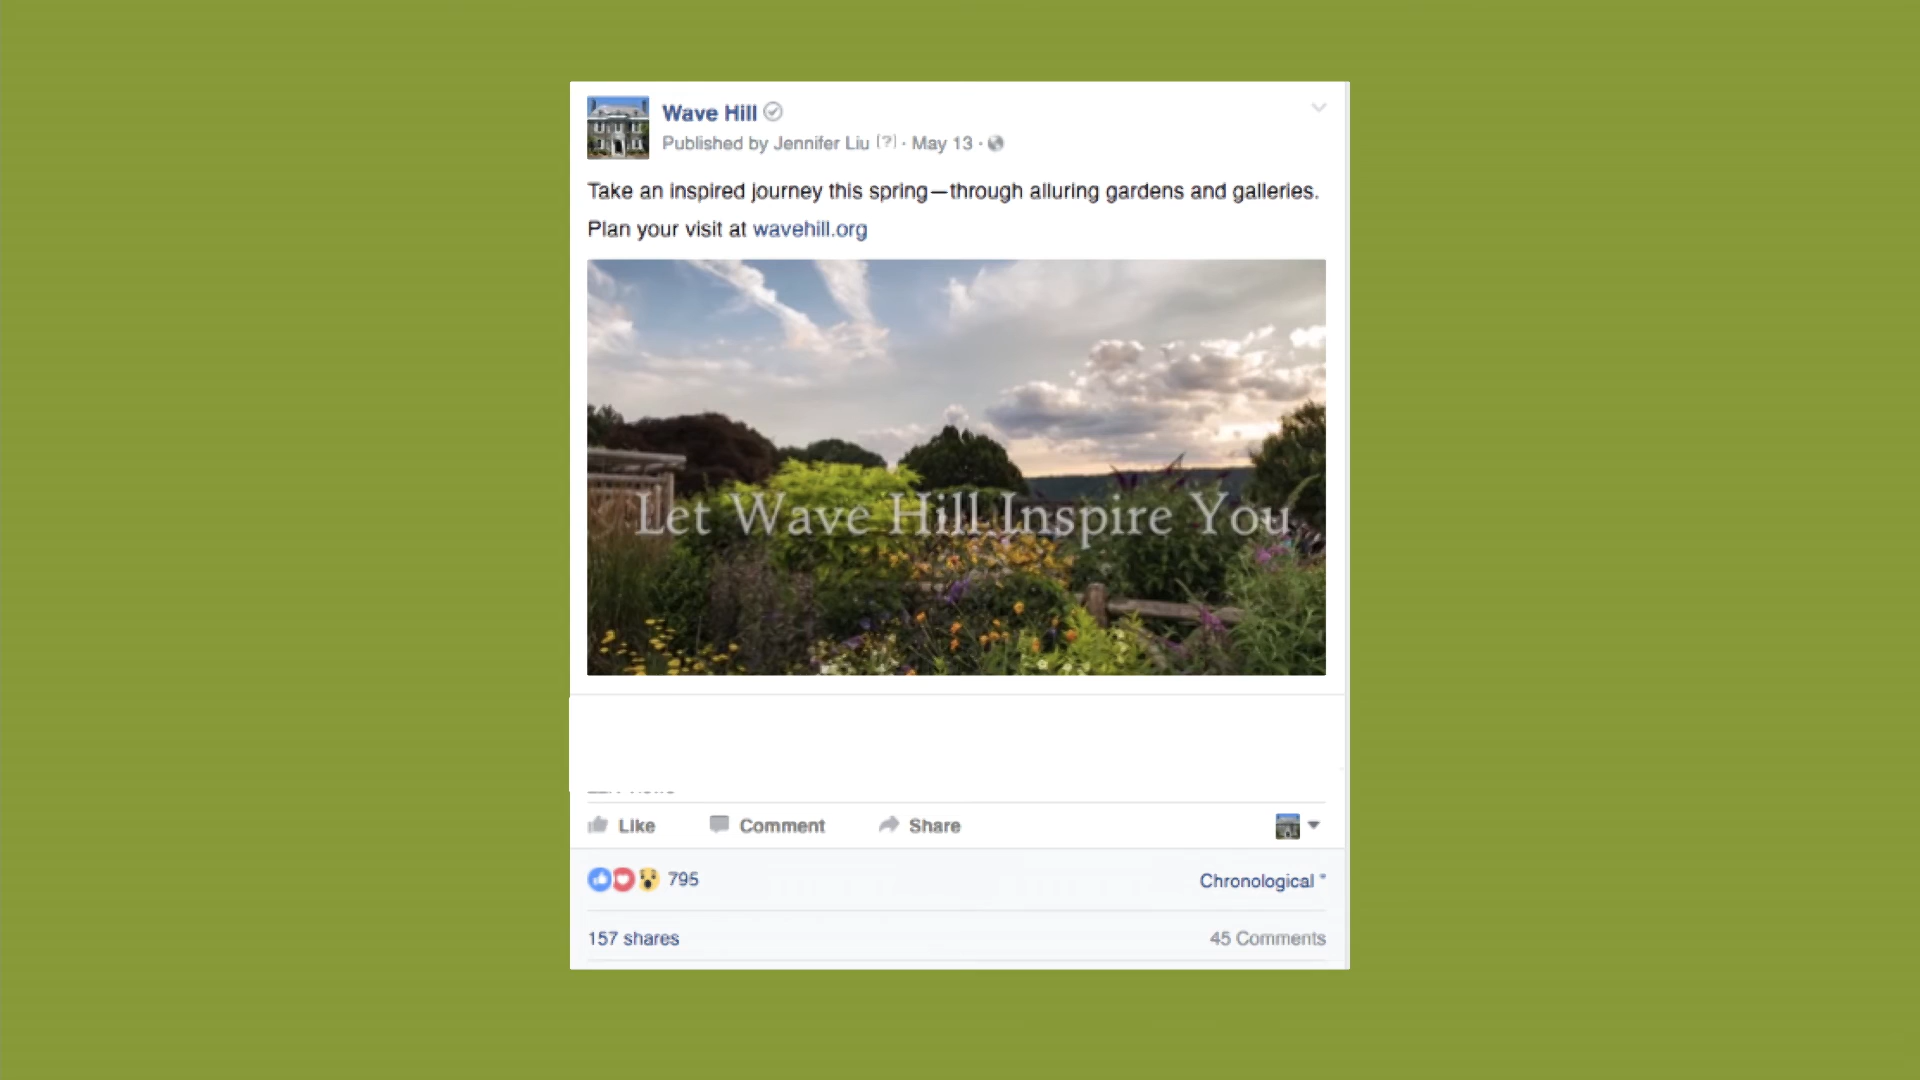 Wave Hill
Published by Jennifer Liu [?] · May 13 ·
Take an inspired journey this spring—through alluring gardens and galleries.
Plan your visit at wavehill.org
Let Wave Hill Inspire You
Like Comment Share
795 Chronological
157 shares 45 Comments